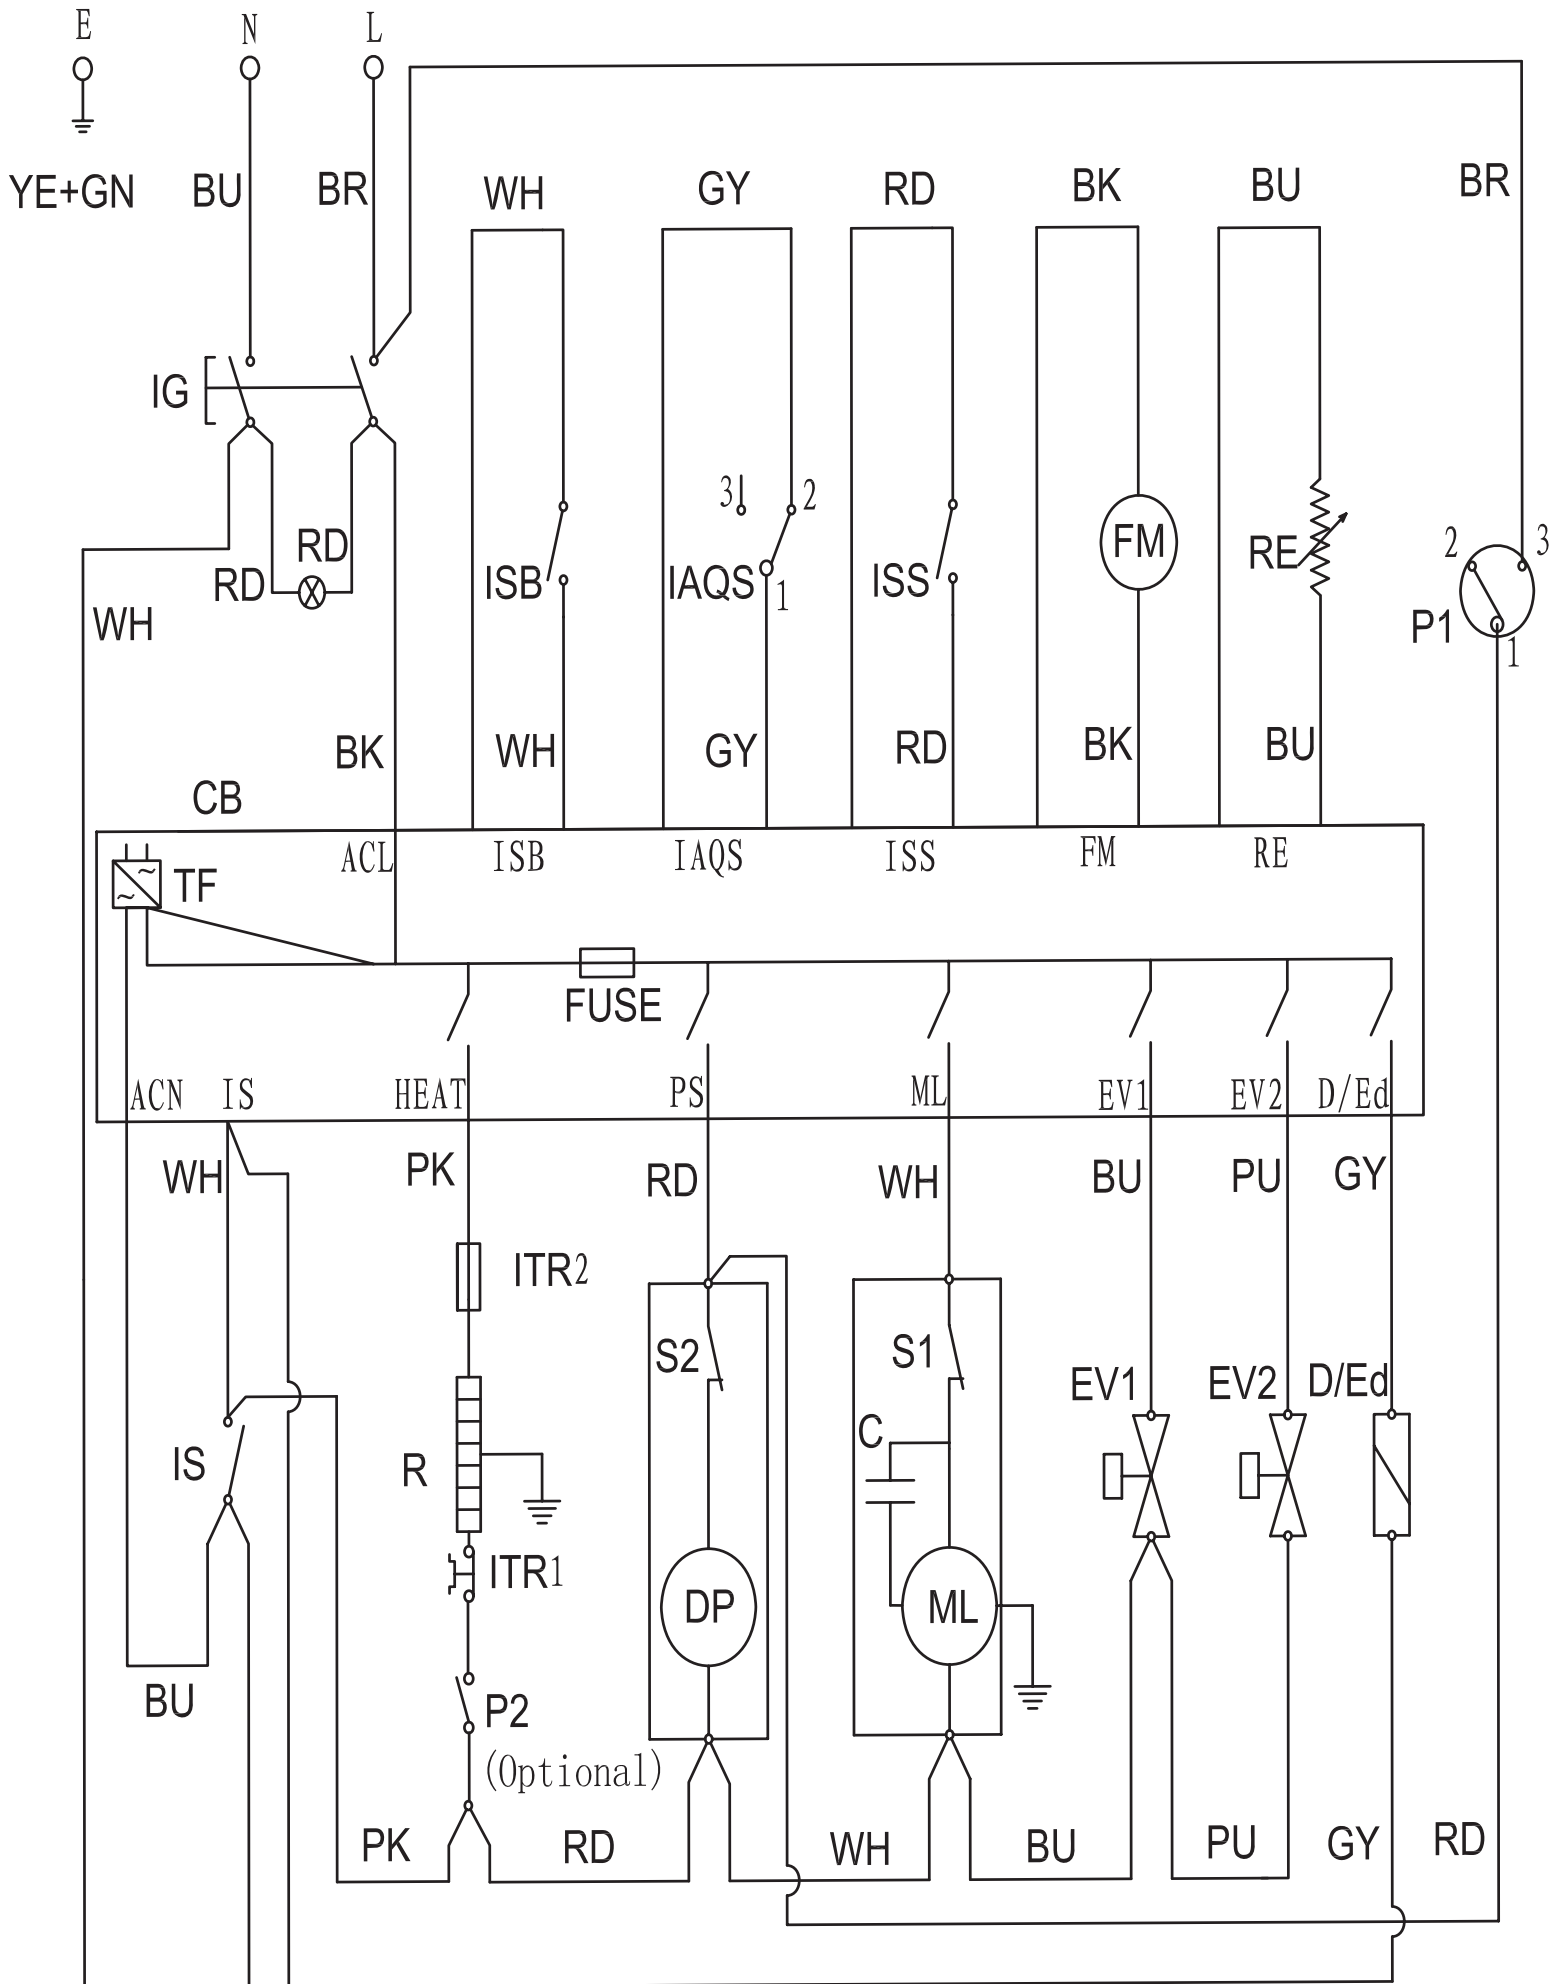 E N L
YE+GN BU BR WH GY RD BK BU BR
IG
3 2
RD FM RE 2 3
RD ISB IAQS 1 ISS
WH P1 1
BK WH GY RD BK BU
CB
ACL ISB IAQS ISS FM RE
~
~ TF
FUSE
ACN IS HEAT PS ML EV1 EV2 D/Ed
WH PK RD WH BU PU GY
ITR2
S2 S1 EV1 EV2 D/Ed
C
IS R
ITR1 DP ML
BU P2
(Optional)
PK RD WH BU PU GY RD